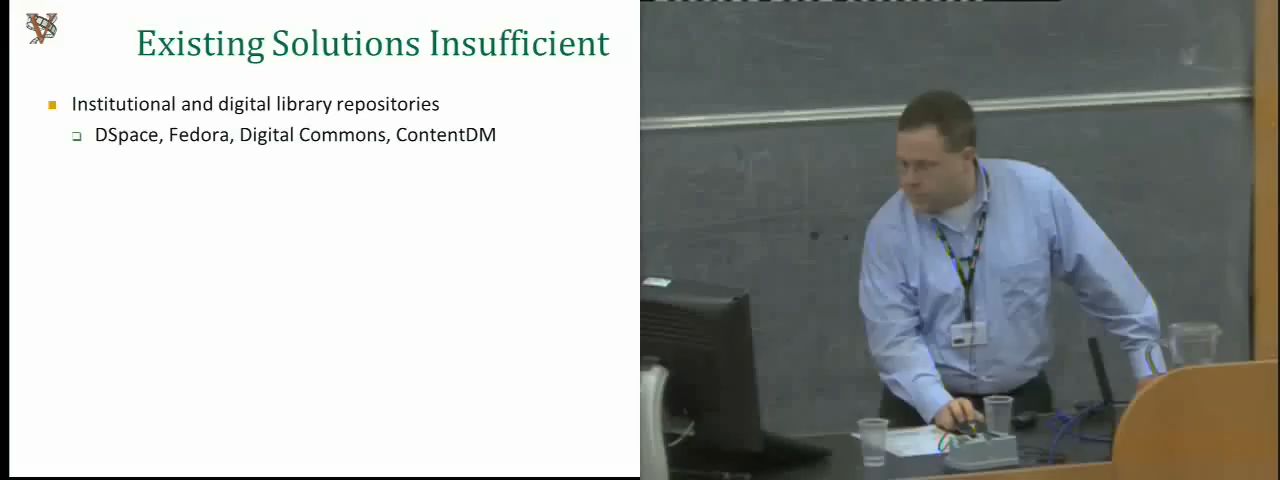 Existing Solutions Insufficient
Institutional and digital library repositories
DSpace, Fedora, Digital Commons, ContentDM